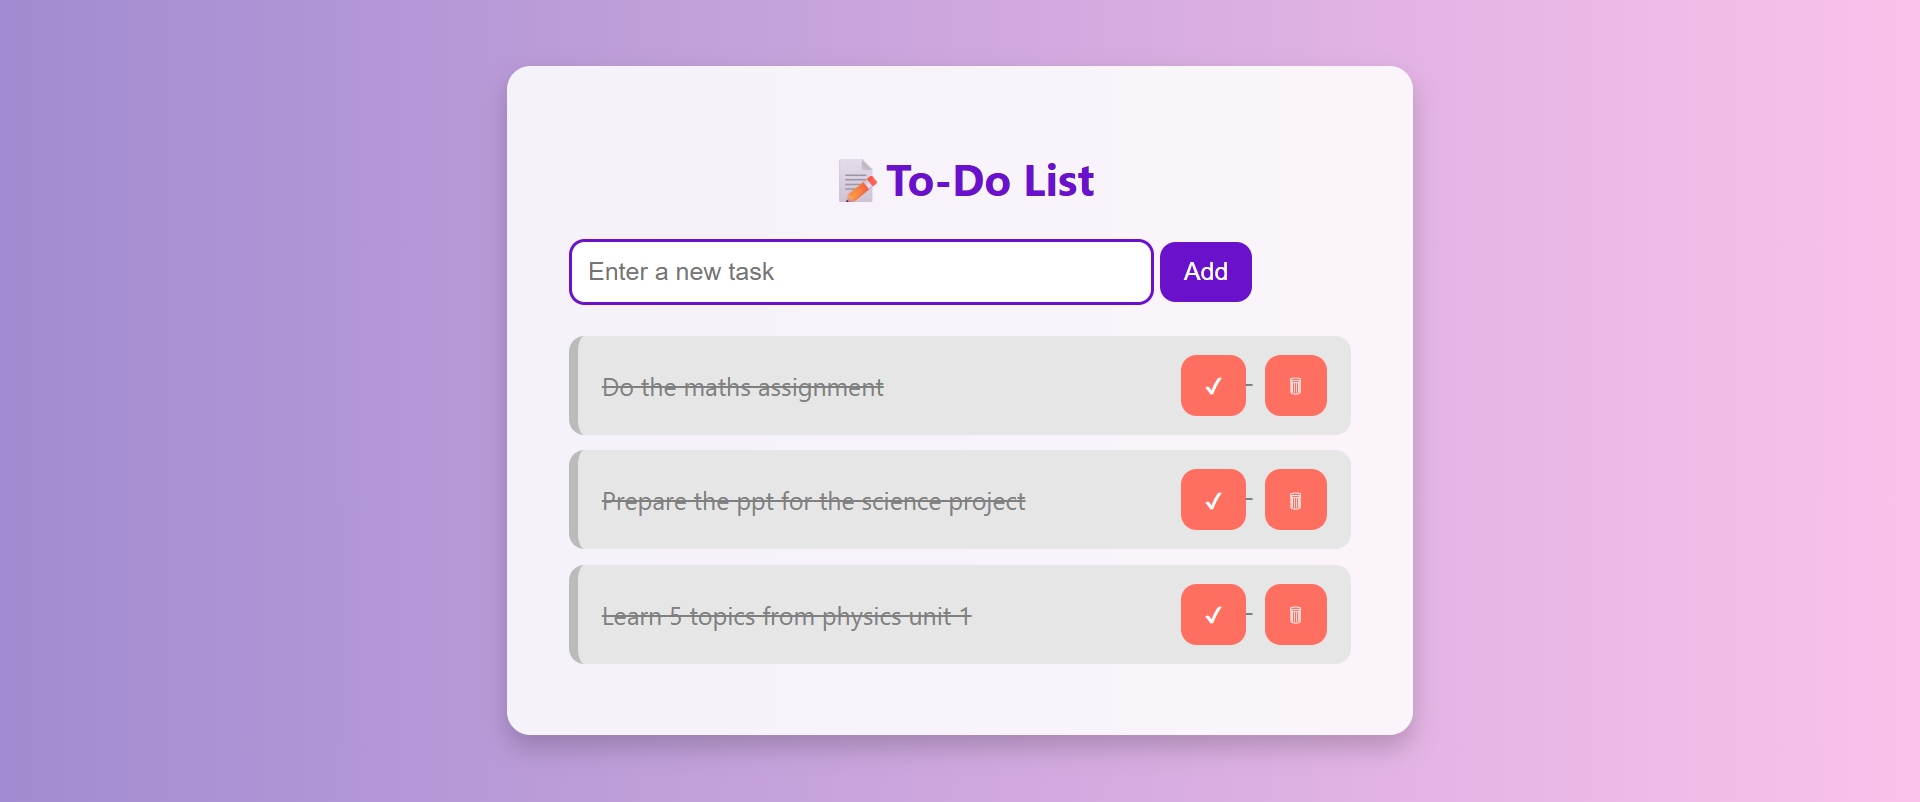 📝 To-Do List
Enter a new task Add
Do the maths assignment ✓
Prepare the ppt for the science project ✓
Learn 5 topics from physics unit 1 ✓